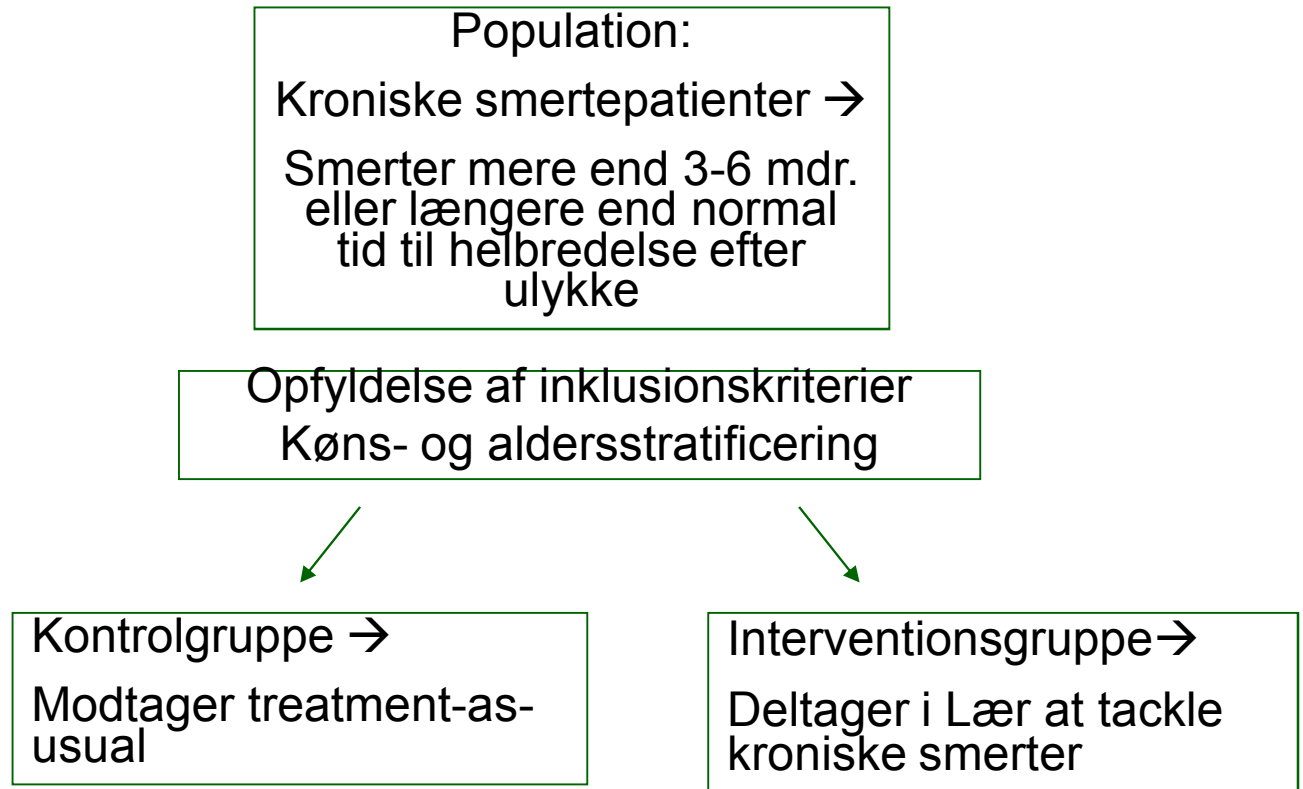 Population:
Kroniske smertepatienter →
Smerter mere end 3-6 mdr.
eller længere end normal
tid til helbredelse efter
ulykke
Opfyldelse af inklusionskriterier
Køns- og aldersstratificering
Kontrolgruppe →
Modtager treatment-as-
usual
Interventionsgruppe→
Deltager i Lær at tackle
kroniske smerter